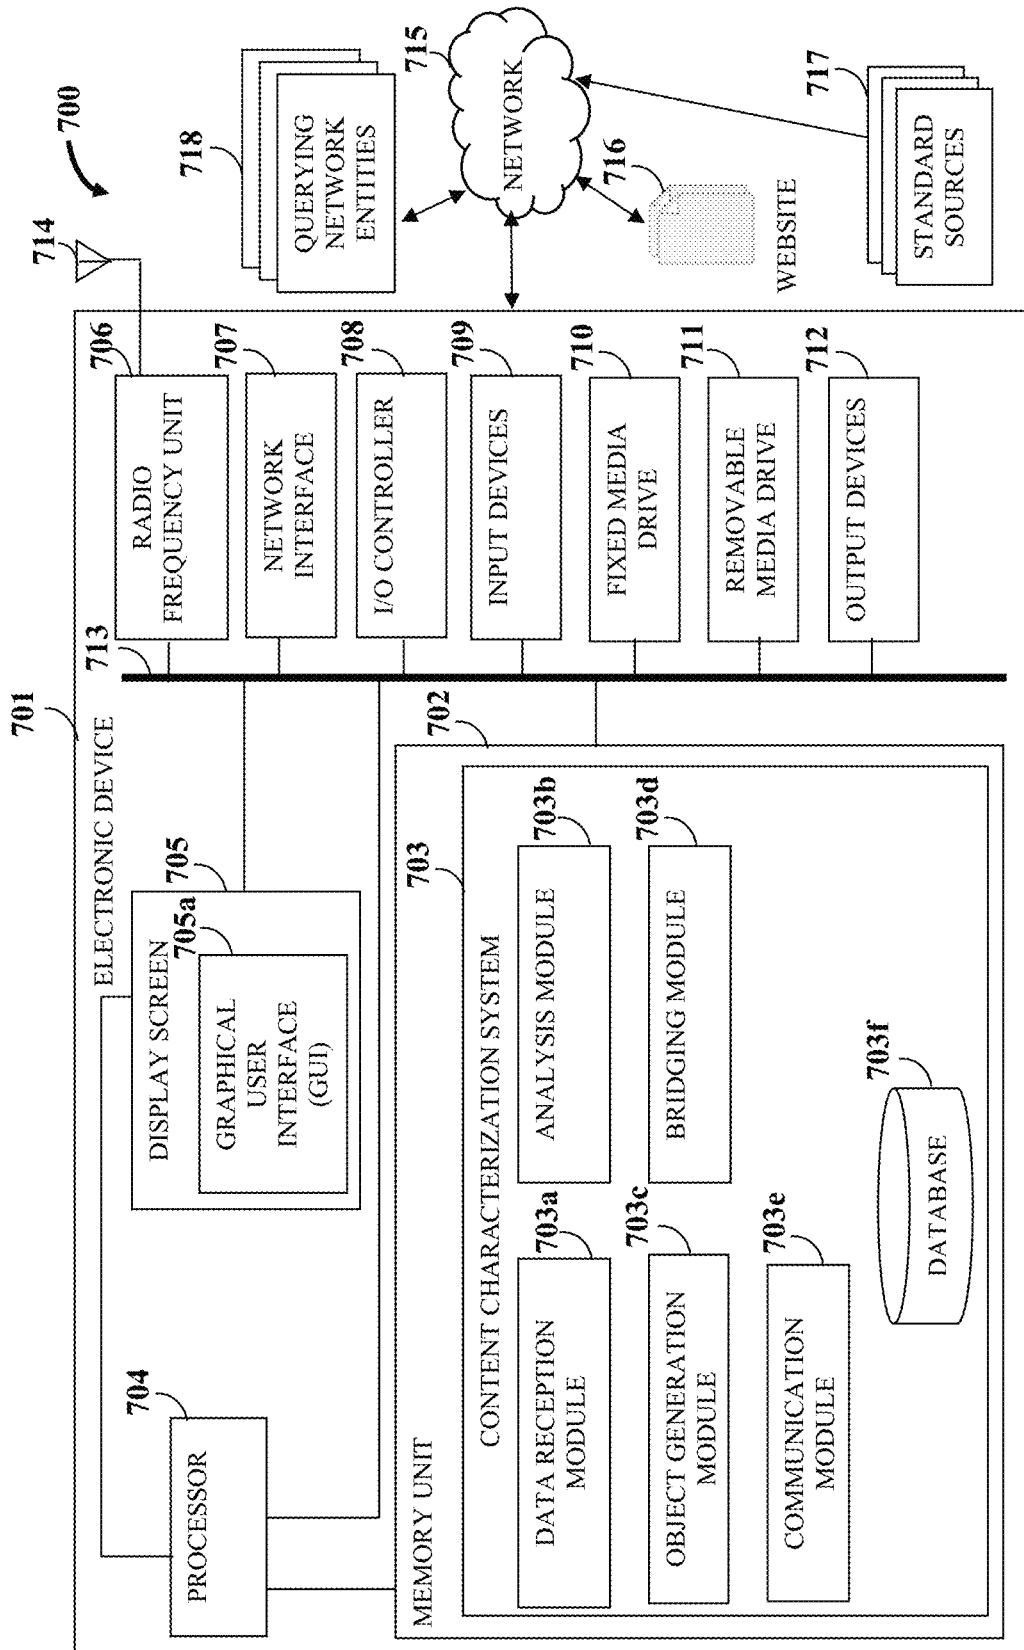 700
701
ELECTRONIC DEVICE
704
PROCESSOR
705
DISPLAY SCREEN
705a
GRAPHICAL
USER
INTERFACE
(GUI)
713
706
RADIO
FREQUENCY UNIT
714
707
NETWORK
INTERFACE
708
I/O CONTROLLER
709
INPUT DEVICES
710
FIXED MEDIA
DRIVE
711
REMOVABLE
MEDIA DRIVE
712
OUTPUT DEVICES
702
MEMORY UNIT
703
CONTENT CHARACTERIZATION SYSTEM
703a
DATA RECEPTION
MODULE
703b
ANALYSIS MODULE
703c
OBJECT GENERATION
MODULE
703d
BRIDGING MODULE
703e
COMMUNICATION
MODULE
703f
DATABASE
718
QUERYING
NETWORK
ENTITIES
715
NETWORK
716
WEBSITE
717
STANDARD
SOURCES